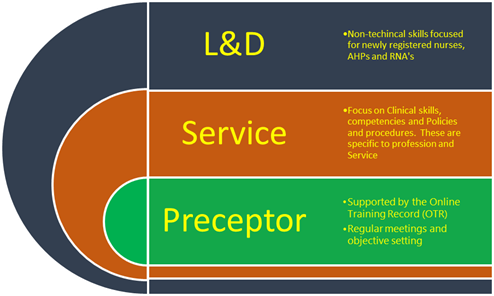 L&D
•Non-techincal skills focused
for newly registered nurses,
AHPs and RNA's
Service
•Focus on Clinical skills,
competencies and Policies
and procedures.  These are
specific to profession and
Service
Preceptor
•Supported by the Online
Training Record (OTR)
•Regular meetings and
objective setting